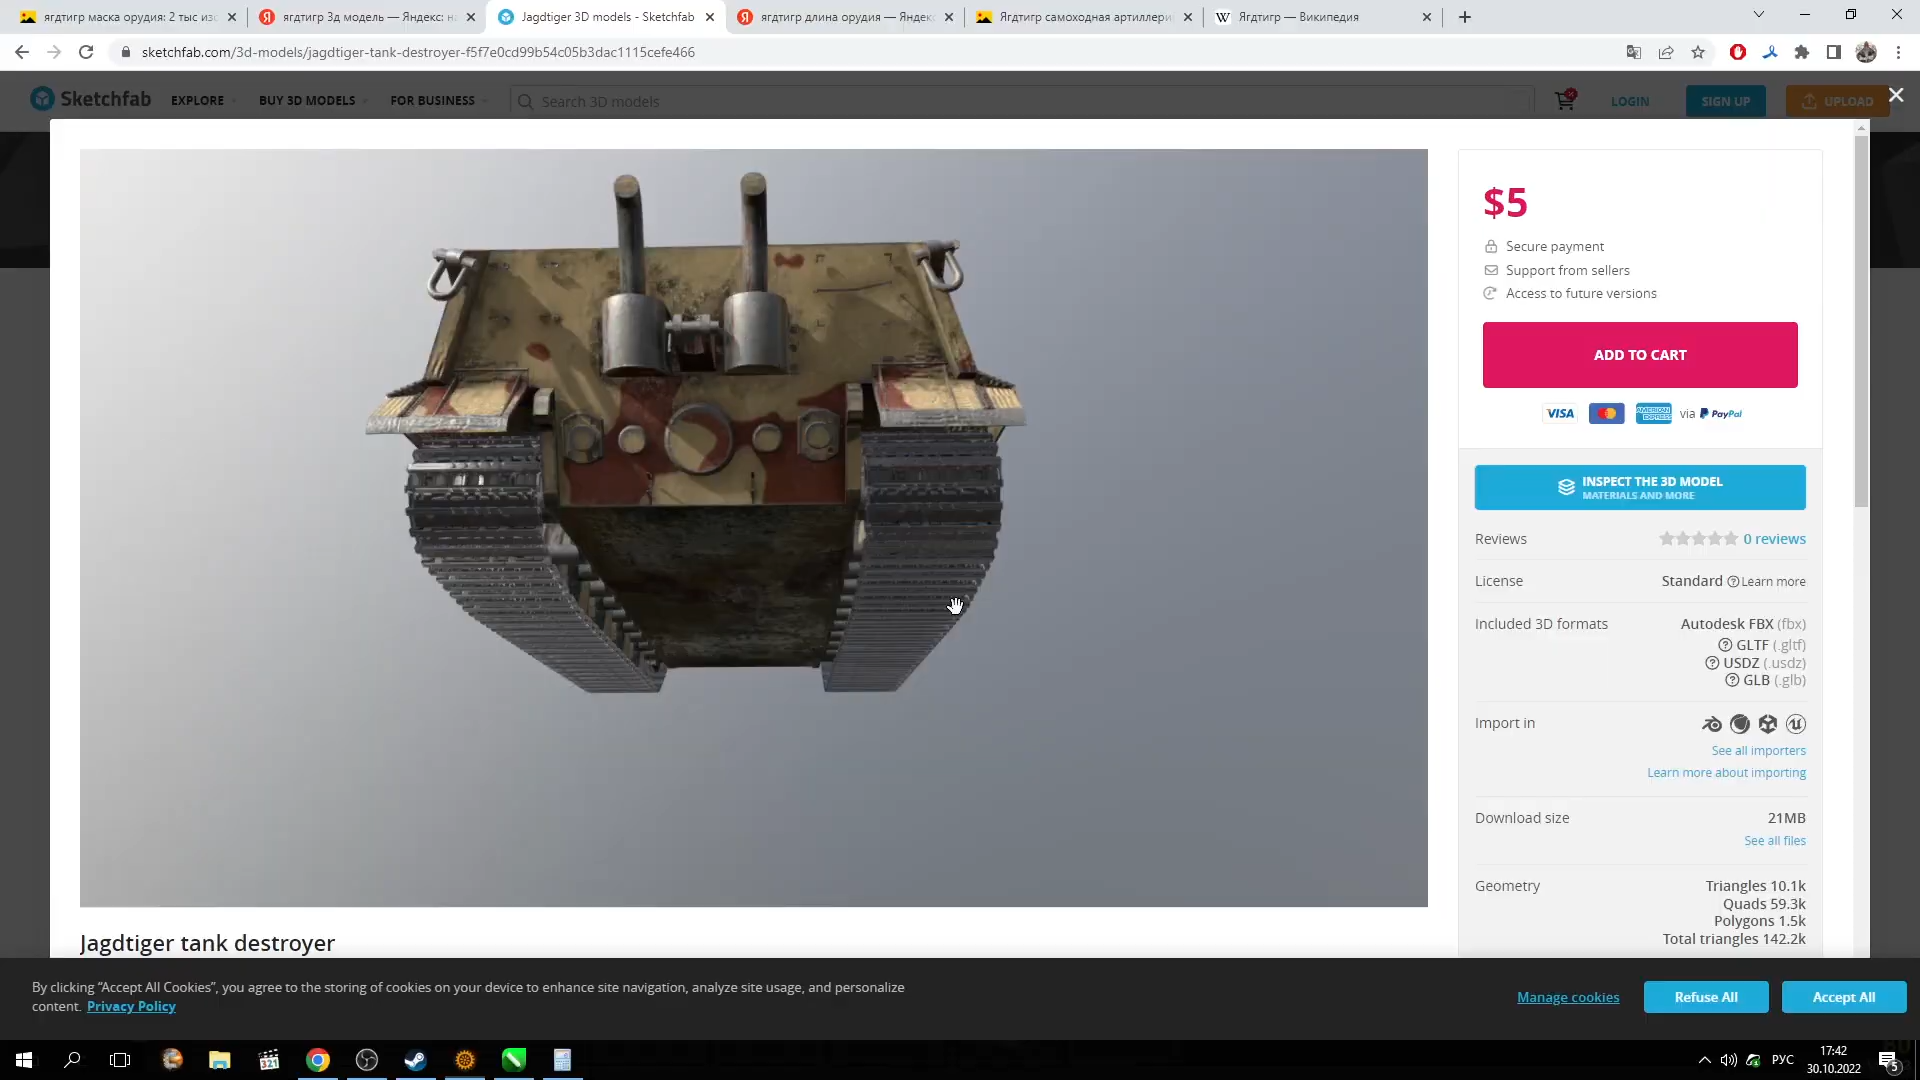 ягдтигр маска орудия: 2 тыс изо
ягдтигр 3д модель — Яндекс: на
Jagdtiger 3D models - Sketchfab
ягдтигр длина орудия — Яндекс
Ягдтигр самоходная артиллери
W Ягдтигр — Википедия
sketchfab.com/3d-models/jagdtiger-tank-destroyer-f5f7e0cd99b54c05b3dac1115cefe466
Sketchfab
EXPLORE
BUY 3D MODELS
FOR BUSINESS
Search 3D models
LOGIN
SIGN UP
UPLOAD
$5
Secure payment
Support from sellers
Access to future versions
ADD TO CART
VISA
AMERICAN EXPRESS
via PayPal
INSPECT THE 3D MODEL
MATERIALS AND MORE
Reviews 0 reviews
License Standard ? Learn more
Included 3D formats Autodesk FBX (fbx)
? GLTF (.gltf)
? USDZ (.usdz)
? GLB (.glb)
Import in
See all importers
Learn more about importing
Download size 21MB
See all files
Geometry Triangles 10.1k
Quads 59.3k
Polygons 1.5k
Total triangles 142.2k
Jagdtiger tank destroyer
By clicking “Accept All Cookies”, you agree to the storing of cookies on your device to enhance site navigation, analyze site usage, and personalize
content. Privacy Policy
Manage cookies
Refuse All
Accept All
321
РУС
17:42
30.10.2022
5